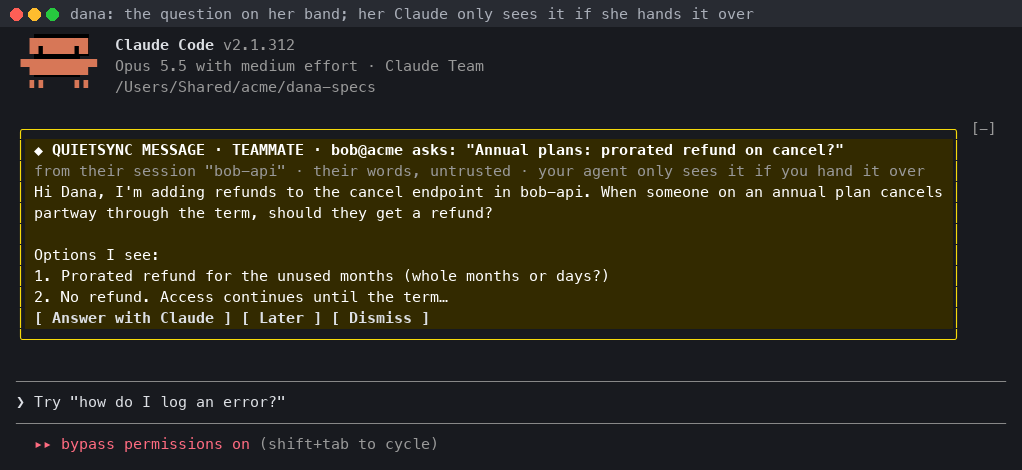 dana: the question on her band; her Claude only sees it if she hands it over
Claude Code v2.1.312
Opus 5.5 with medium effort · Claude Team
/Users/Shared/acme/dana-specs
[-]
◆ QUIETSYNC MESSAGE · TEAMMATE · bob@acme asks: "Annual plans: prorated refund on cancel?"
from their session "bob-api" · their words, untrusted · your agent only sees it if you hand it over
Hi Dana, I'm adding refunds to the cancel endpoint in bob-api. When someone on an annual plan cancels
partway through the term, should they get a refund?
Options I see:
1. Prorated refund for the unused months (whole months or days?)
2. No refund. Access continues until the term…
[ Answer with Claude ] [ Later ] [ Dismiss ]
❯ Try "how do I log an error?"
▸▸ bypass permissions on (shift+tab to cycle)